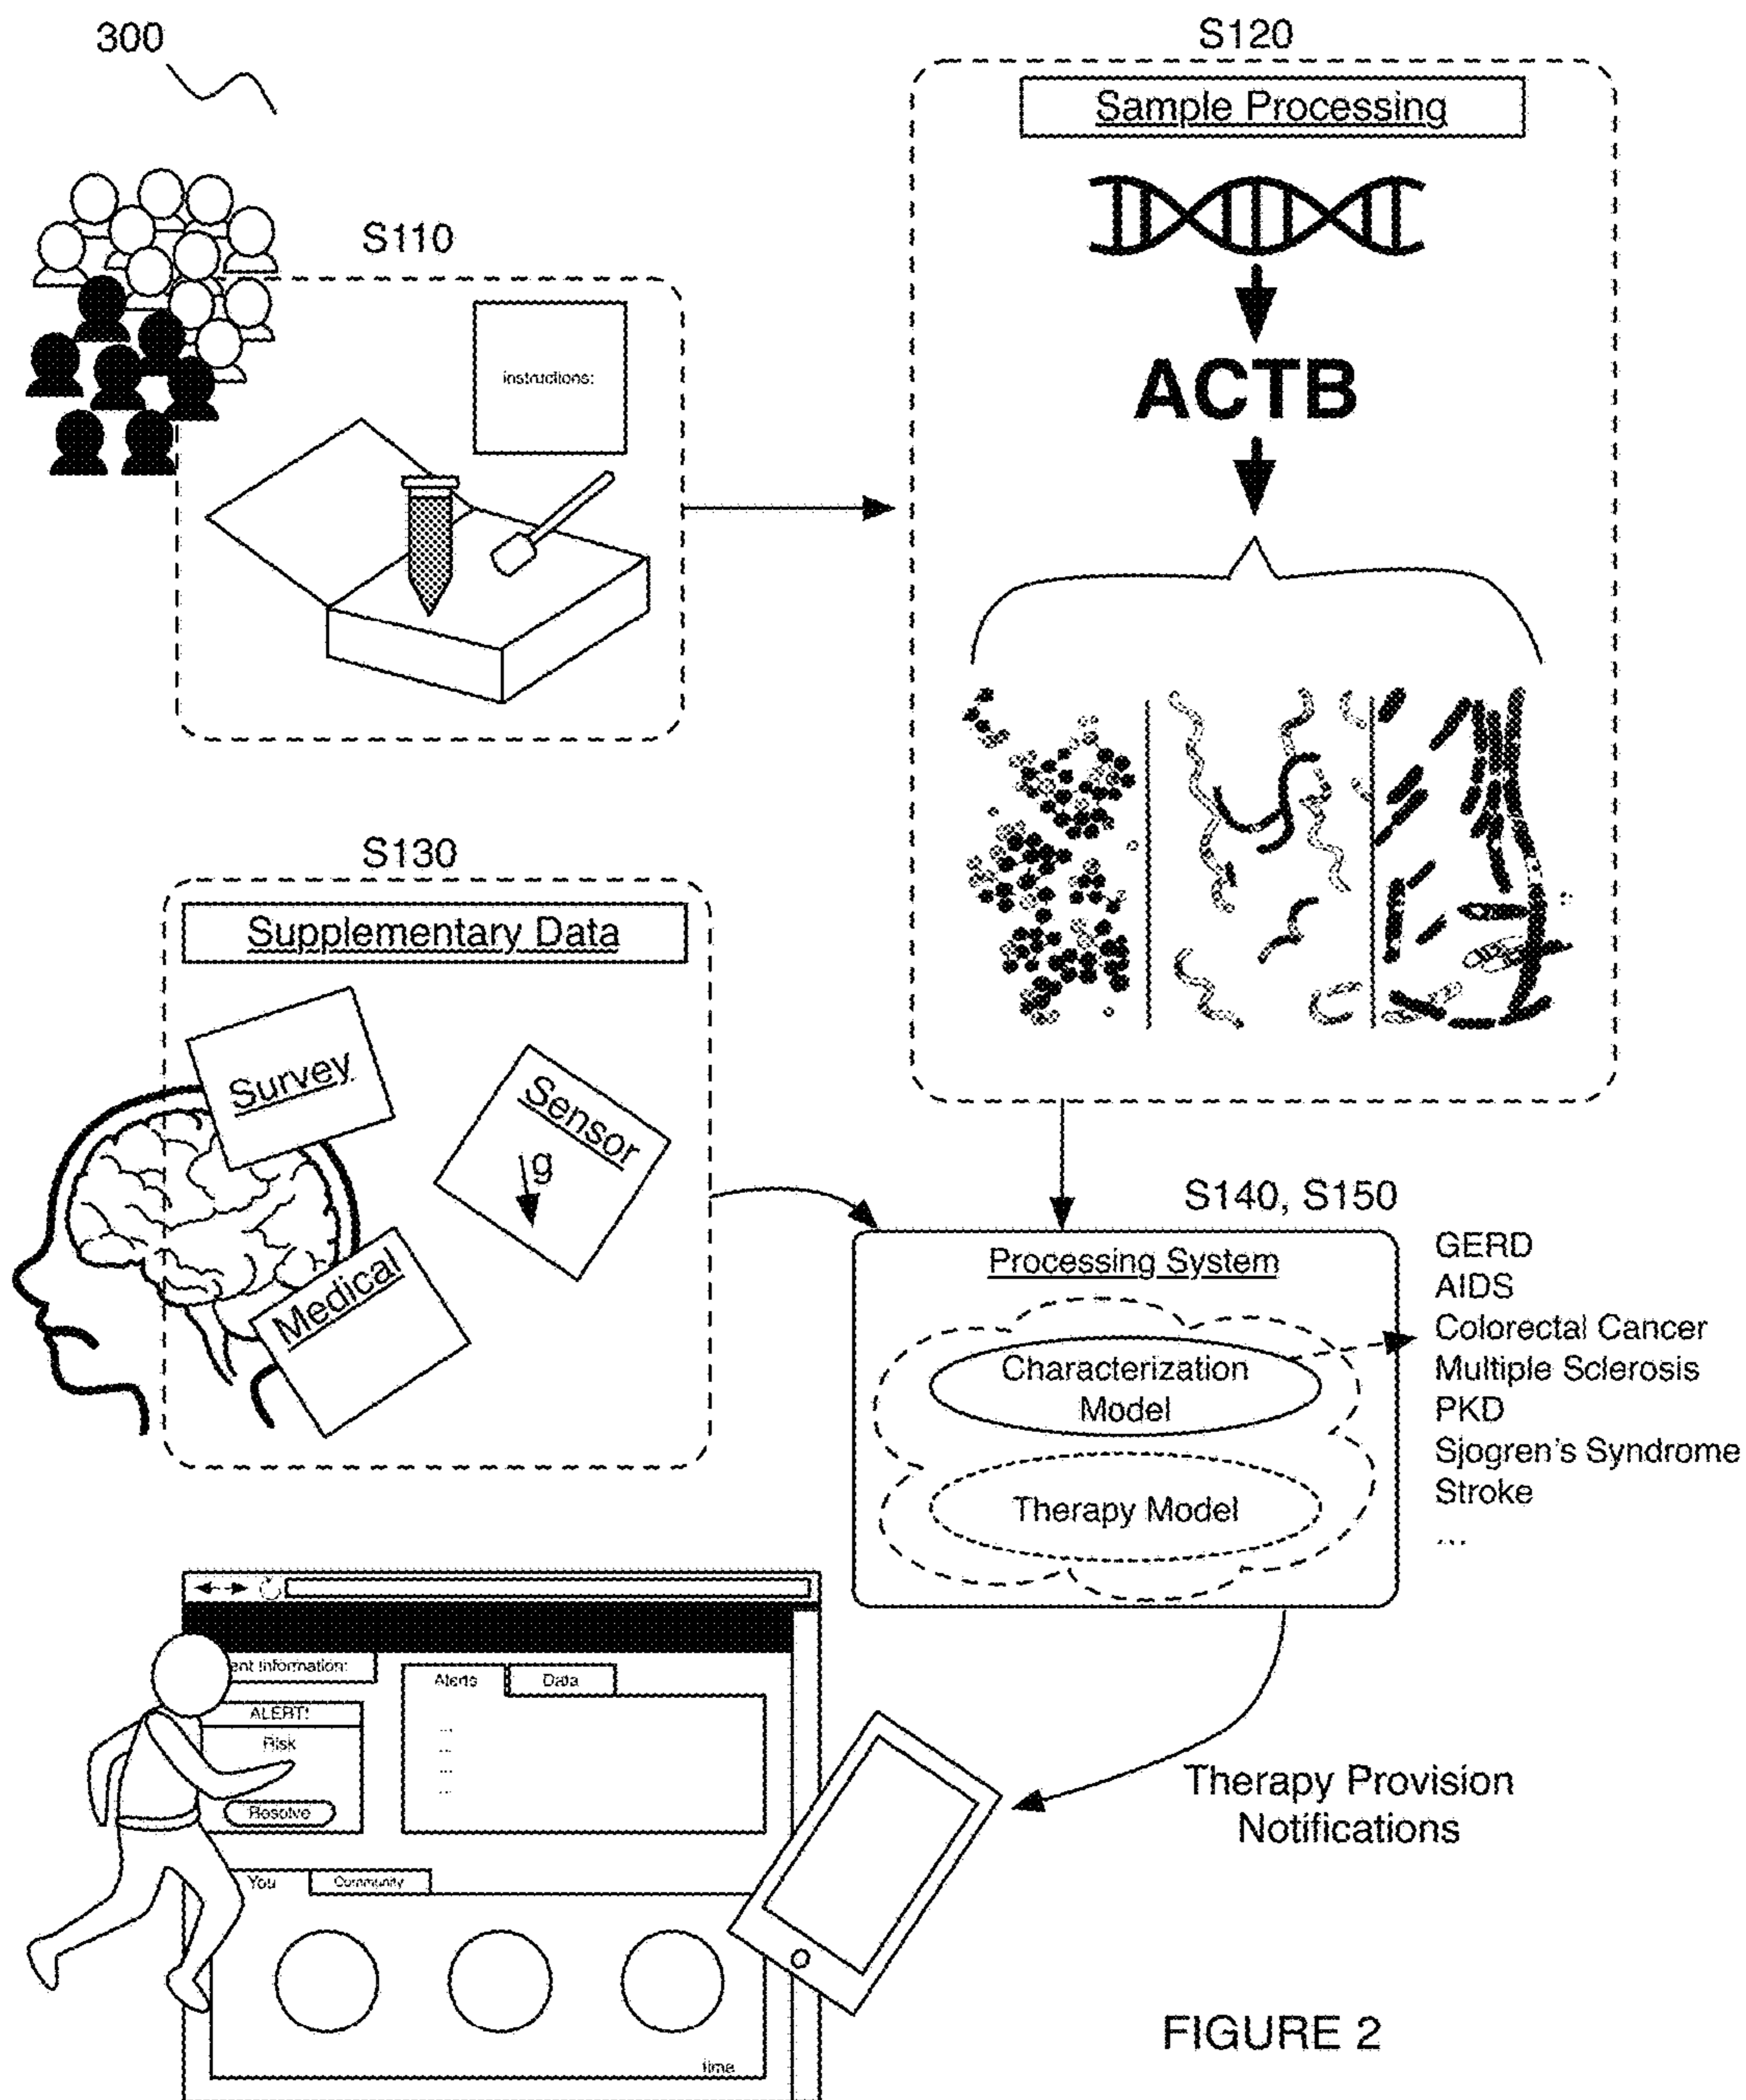 300
S110
instructions:
S120
Sample Processing
ACTB
S130
Supplementary Data
Survey
Sensor
g
Medical
S140, S150
Processing System
Characterization
Model
Therapy Model
GERD
AIDS
Colorectal Cancer
Multiple Sclerosis
PKD
Sjogren's Syndrome
Stroke
...
ent Information:
ALERT!
Risk
Resolve
Alerts
Data
...
...
...
...
You
Community
time
Therapy Provision
Notifications
FIGURE 2